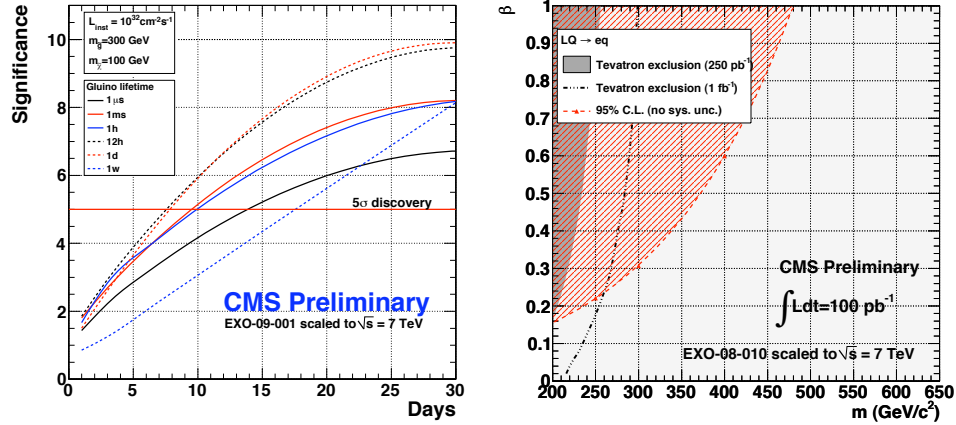 Significance
L_inst = 10^32 cm^-2 s^-1
m_g̃=300 GeV
m_χ̃=100 GeV
Gluino lifetime
1 μs
1ms
1h
12h
1d
1w
5σ discovery
CMS Preliminary
EXO-09-001 scaled to √s = 7 TeV
0
2
4
6
8
10
0 5 10 15 20 25 30
Days
β
LQ → eq
Tevatron exclusion (250 pb^-1)
Tevatron exclusion (1 fb^-1)
95% C.L. (no sys. unc.)
CMS Preliminary
∫Ldt=100 pb^-1
EXO-08-010 scaled to √s = 7 TeV
1
0.9
0.8
0.7
0.6
0.5
0.4
0.3
0.2
0.1
0
200 250 300 350 400 450 500 550 600 650
m (GeV/c²)